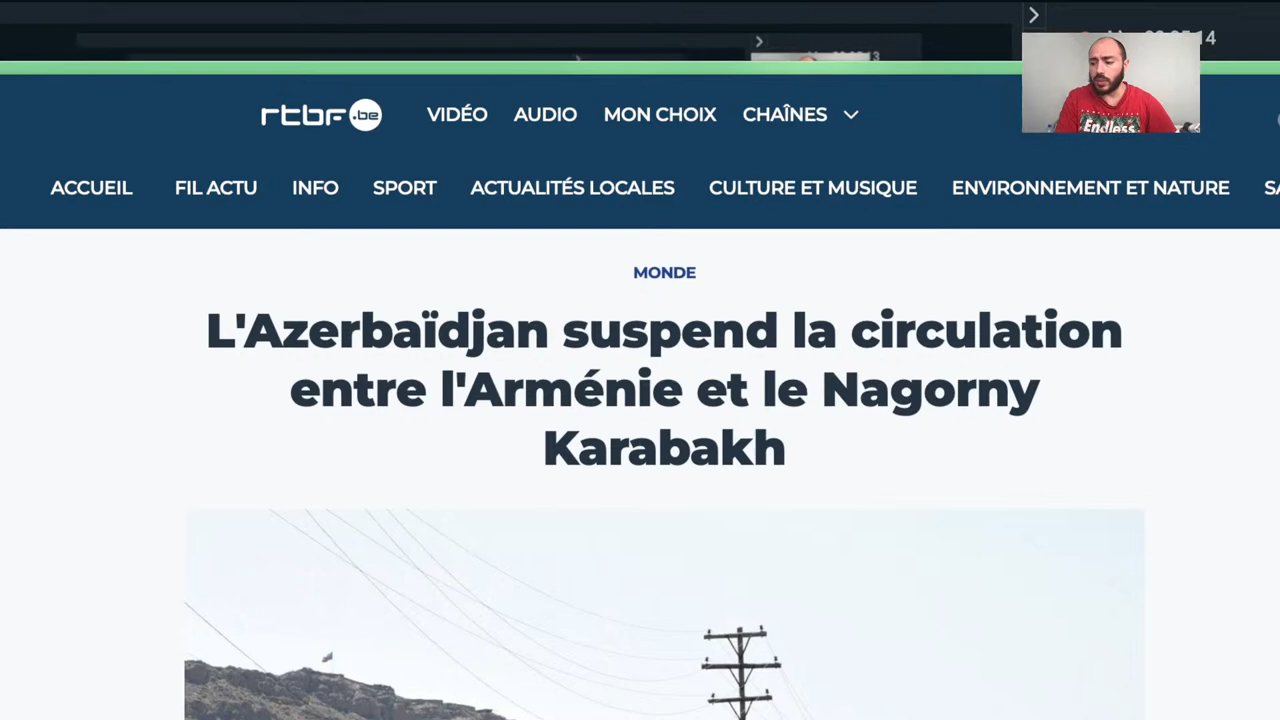 rtbf.be
VIDÉO AUDIO MON CHOIX CHAÎNES
Endless
ACCUEIL FIL ACTU INFO SPORT ACTUALITÉS LOCALES CULTURE ET MUSIQUE ENVIRONNEMENT ET NATURE
MONDE
L'Azerbaïdjan suspend la circulation
entre l'Arménie et le Nagorny
Karabakh